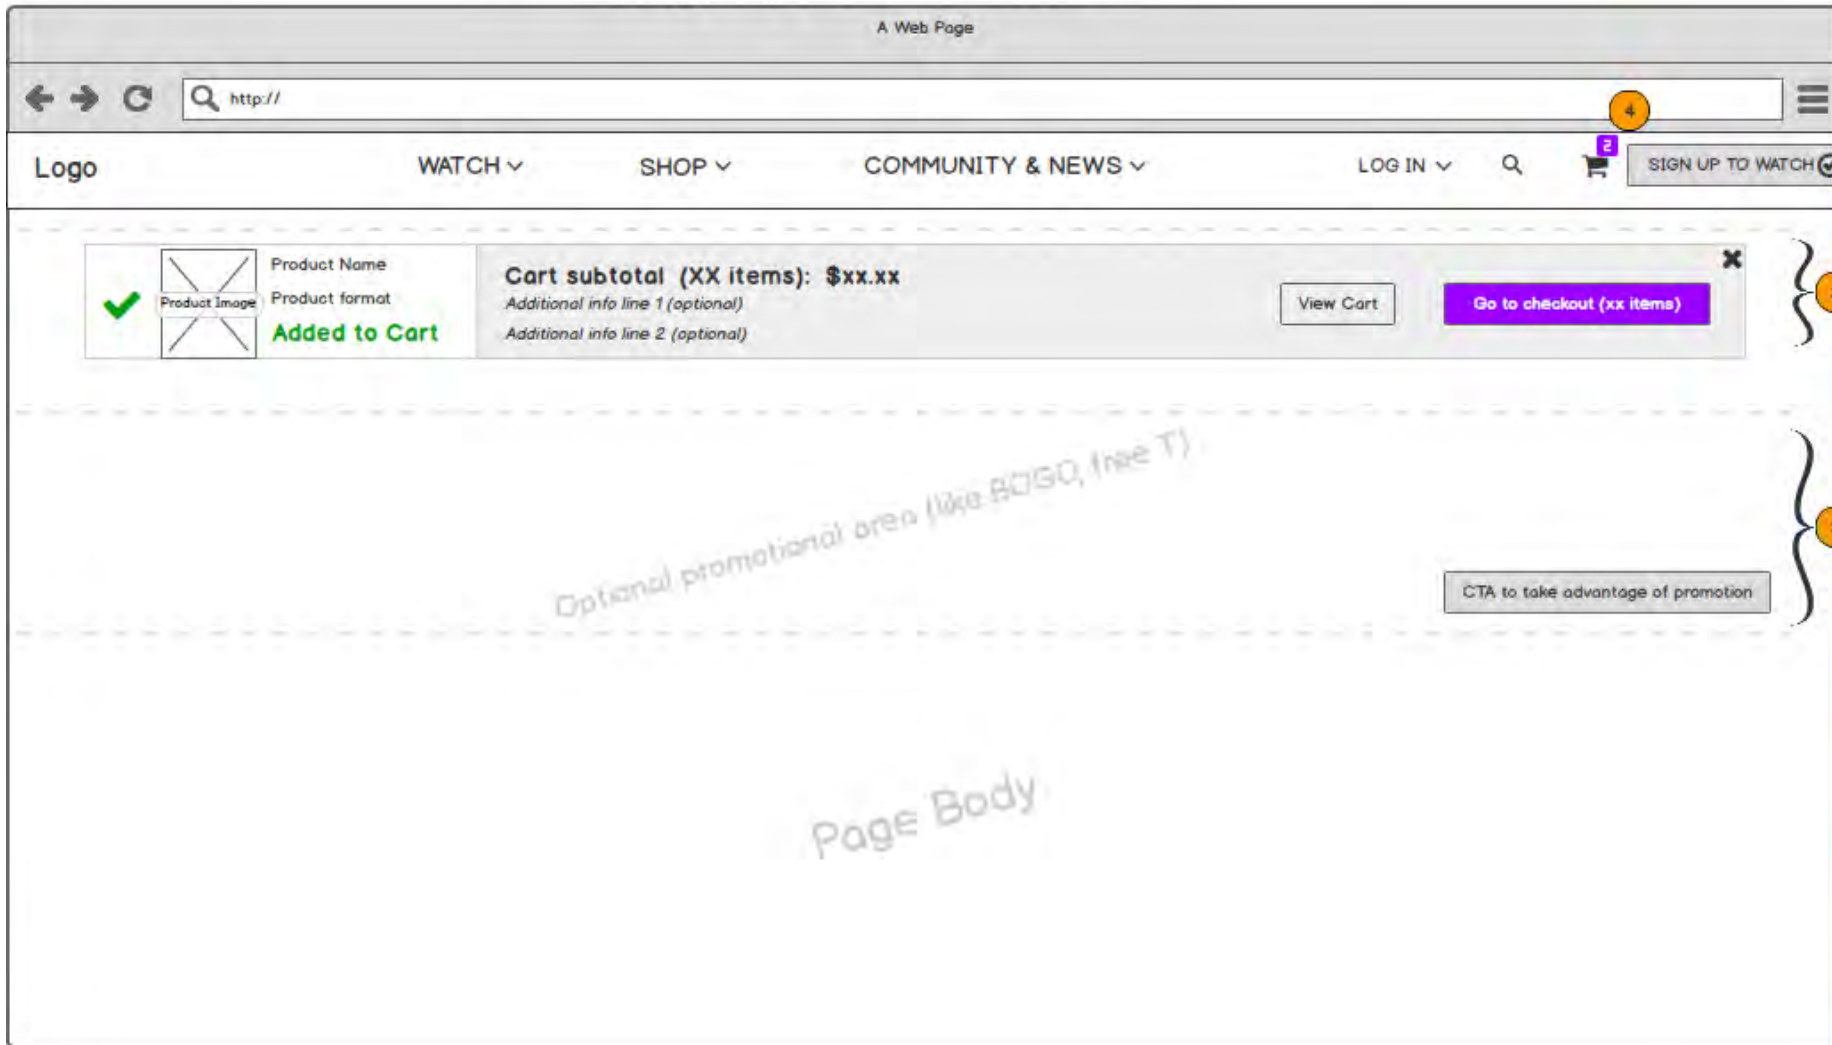 A Web Page
http://
4
Logo
WATCH
SHOP
COMMUNITY & NEWS
LOG IN
2
SIGN UP TO WATCH
Product Image
Product Name
Product format
Added to Cart
Cart subtotal (XX items): $xx.xx
Additional info line 1 (optional)
Additional info line 2 (optional)
View Cart
Go to checkout (xx items)
Optional promotional area (like BOGO, free T)
CTA to take advantage of promotion
Page Body